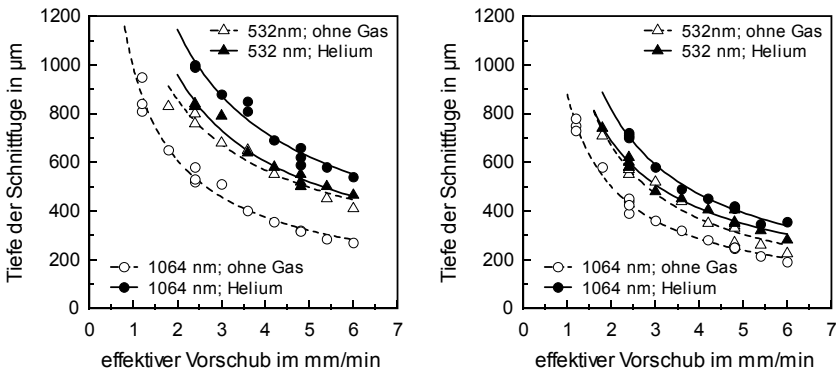 1200
1000
800
600
400
200
0
0 1 2 3 4 5 6 7
Tiefe der Schnittfuge in µm
effektiver Vorschub im mm/min
532nm; ohne Gas
532 nm; Helium
1064 nm; ohne Gas
1064 nm; Helium
1200
1000
800
600
400
200
0
0 1 2 3 4 5 6 7
Tiefe der Schnittfuge in µm
effektiver Vorschub im mm/min
532nm; ohne Gas
532 nm; Helium
1064 nm; ohne Gas
1064 nm; Helium